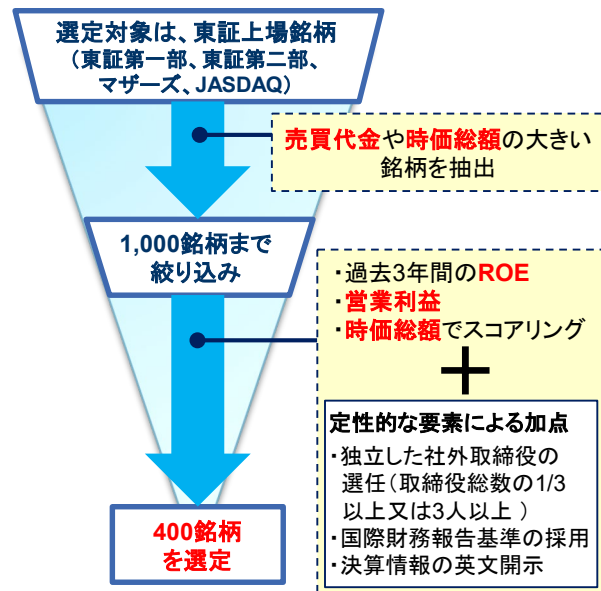 選定対象は、東証上場銘柄
（東証第一部、東証第二部、
マザーズ、JASDAQ）
売買代金や時価総額の大きい
銘柄を抽出
1,000銘柄まで
絞り込み
・過去3年間のROE
・営業利益
・時価総額でスコアリング
＋
定性的な要素による加点
・独立した社外取締役の
選任（取締役総数の1/3
以上又は3人以上 ）
・国際財務報告基準の採用
・決算情報の英文開示
400銘柄
を選定